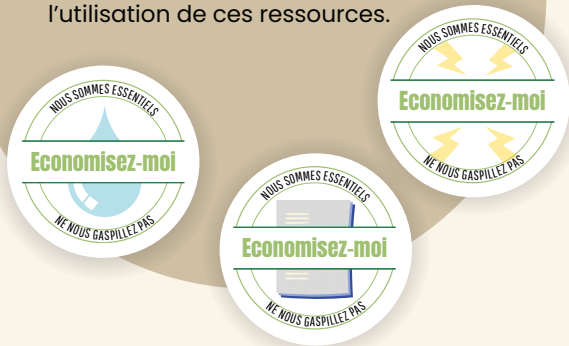 l’utilisation de ces ressources.
NOUS SOMMES ESSENTIELS
Economisez-moi
NE NOUS GASPILLEZ PAS
NOUS SOMMES ESSENTIELS
Economisez-moi
NE NOUS GASPILLEZ PAS
NOUS SOMMES ESSENTIELS
Economisez-moi
NE NOUS GASPILLEZ PAS